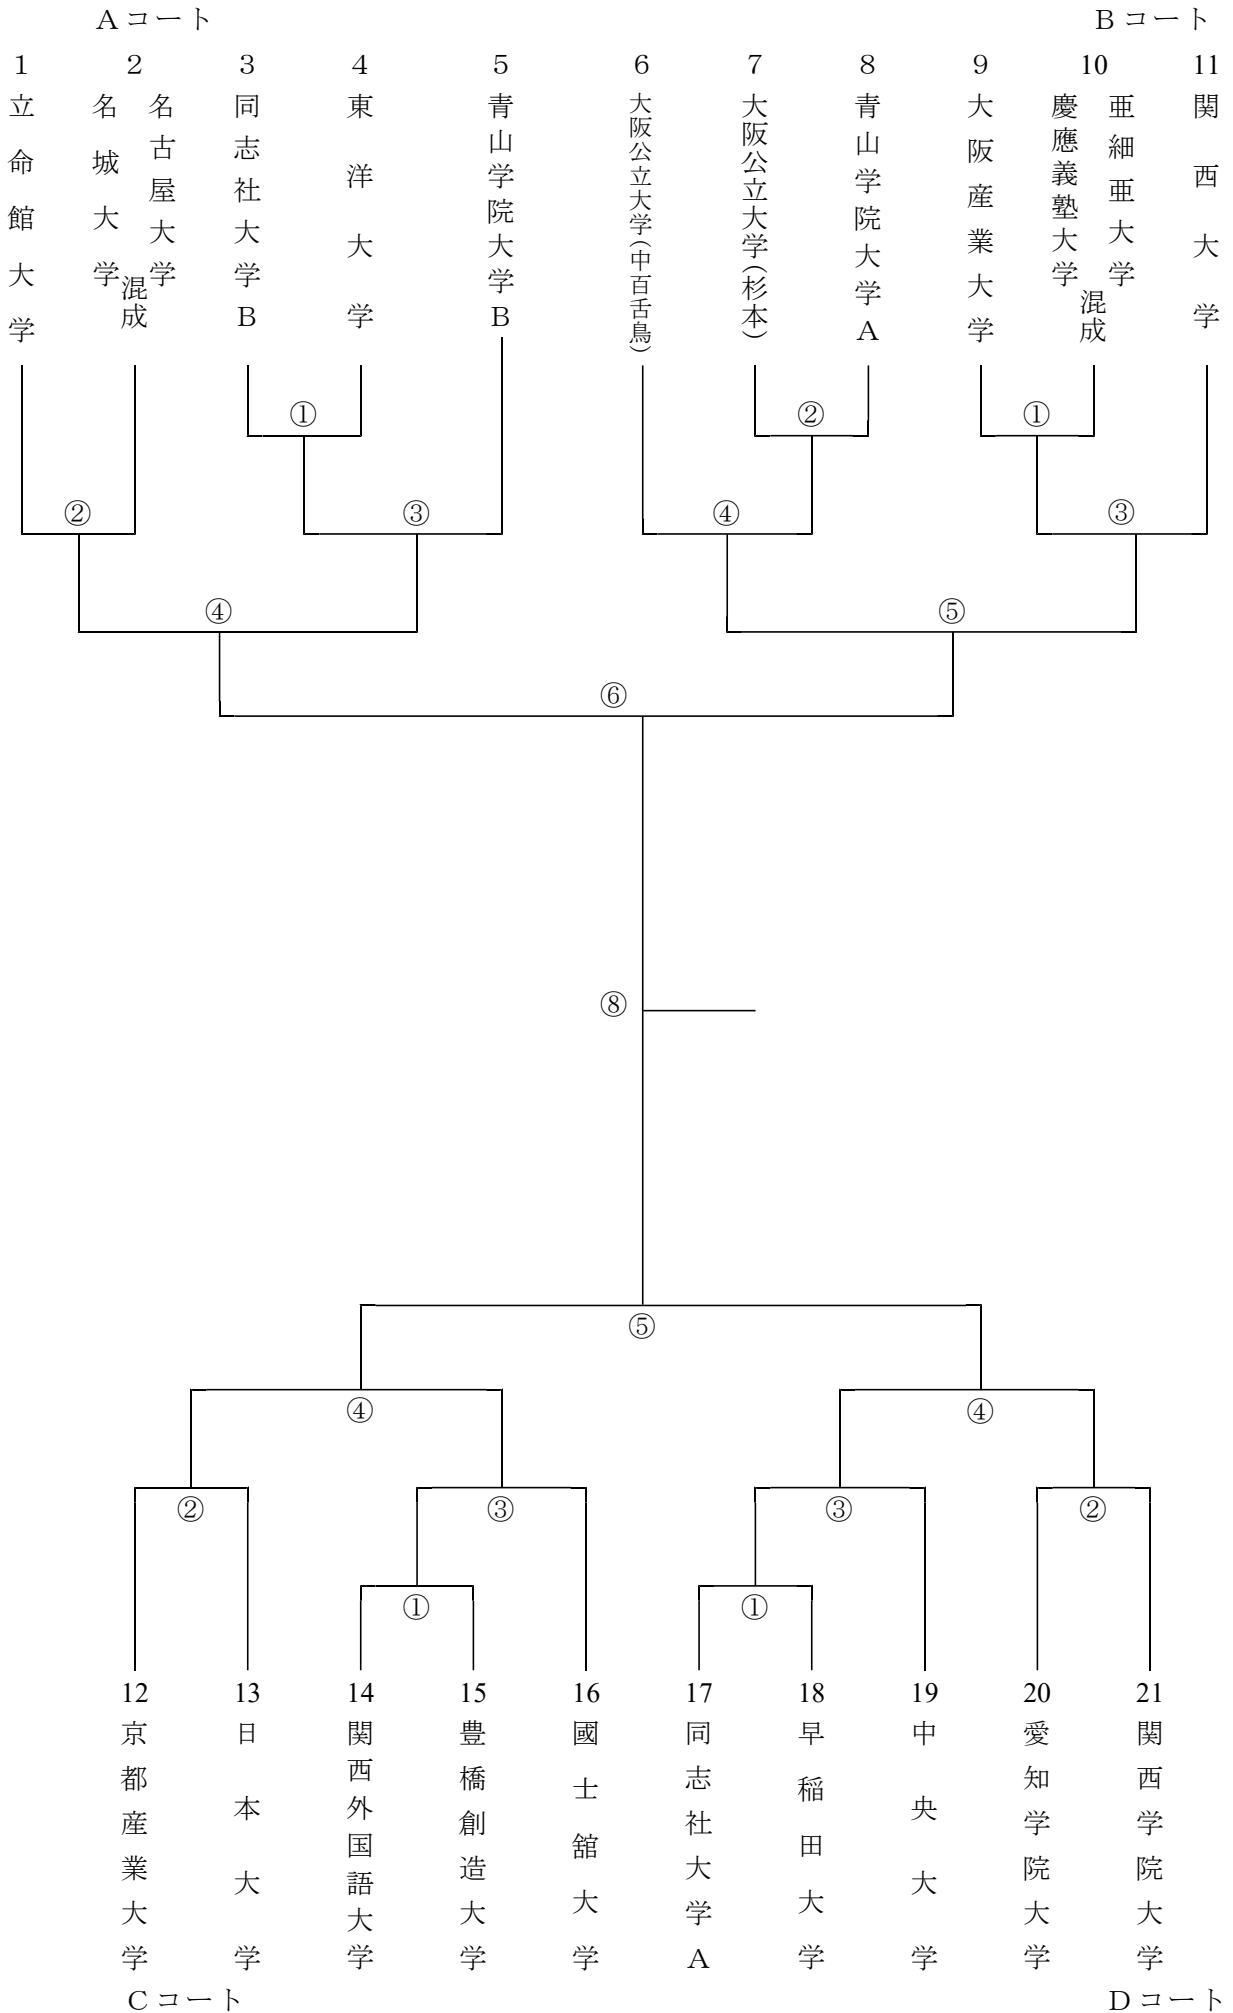 Aコート
Bコート
1
2
3
4
5
6
7
8
9
10
11
立命館大学
名城大学
名古屋大学
混成
同志社大学B
東洋大学
青山学院大学B
大阪公立大学(中百舌鳥)
大阪公立大学(杉本)
青山学院大学A
大阪産業大学
慶應義塾大学
亜細亜大学
混成
関西大学
①
②
①
②
③
④
③
④
⑤
⑥
⑧
⑤
④
④
②
③
③
②
①
①
12
13
14
15
16
17
18
19
20
21
京都産業大学
日本大学
関西外国語大学
豊橋創造大学
國士舘大学
同志社大学A
早稲田大学
中央大学
愛知学院大学
関西学院大学
Cコート
Dコート